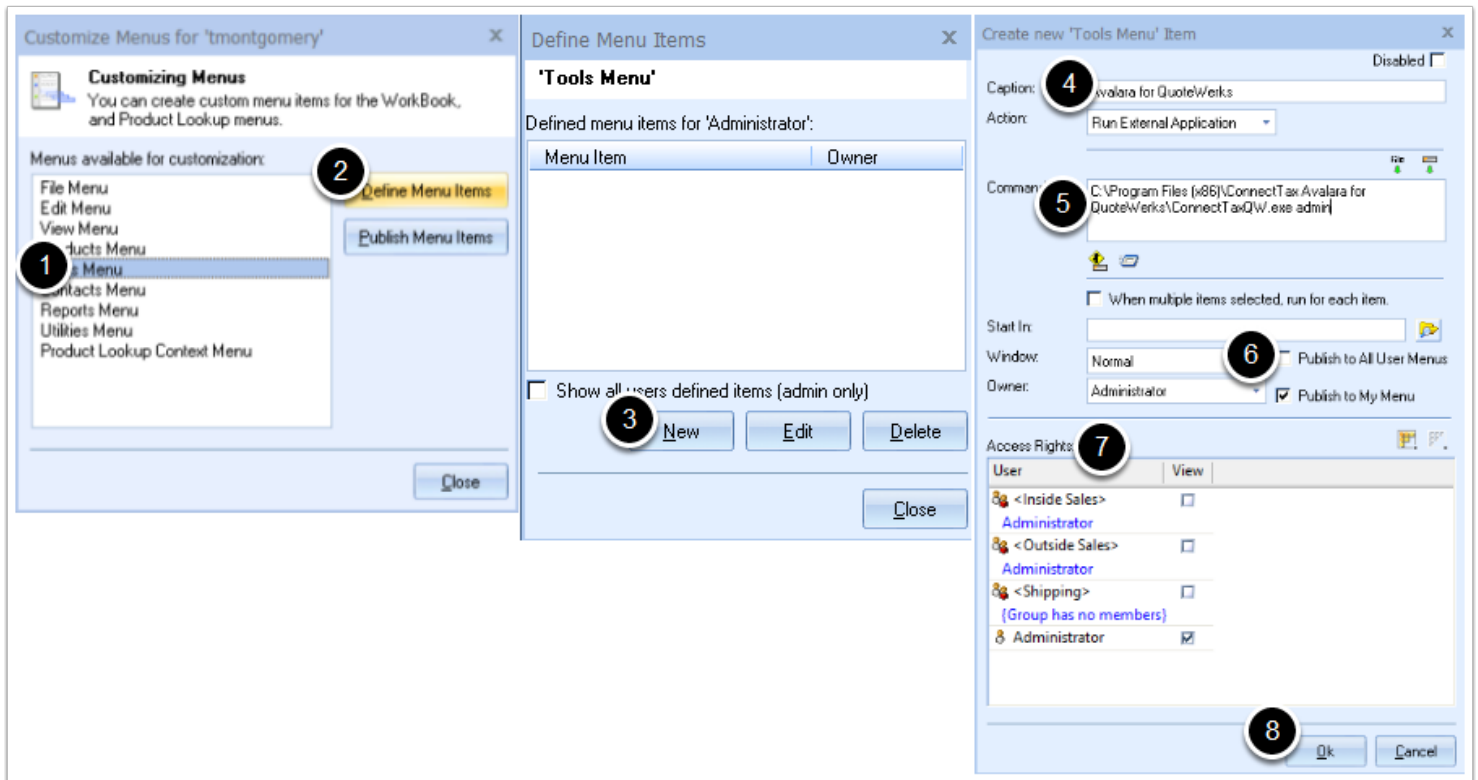 Customize Menus for 'tmontgomery'
Customizing Menus
You can create custom menu items for the WorkBook,
and Product Lookup menus.
Menus available for customization:
File Menu
Edit Menu
View Menu
ducts Menu
1
s Menu
ntacts Menu
Reports Menu
Utilities Menu
Product Lookup Context Menu
2
Define Menu Items
Publish Menu Items
Close
Define Menu Items
'Tools Menu'
Defined menu items for 'Administrator':
Menu Item Owner
Show all users defined items (admin only)
3
New Edit Delete
Close
Create new 'Tools Menu' Item
Disabled
Caption: 4 Avalara for QuoteWerks
Action: Run External Application
File
Comman 5 C:\Program Files (x86)\ConnectTax Avalara for
QuoteWerks\ConnectTaxQW.exe admin
When multiple items selected, run for each item.
Start In:
Window: Normal 6 Publish to All User Menus
Owner: Administrator Publish to My Menu
Access Rights 7
User View
<Inside Sales>
Administrator
<Outside Sales>
Administrator
<Shipping>
{Group has no members}
Administrator
8
Ok Cancel